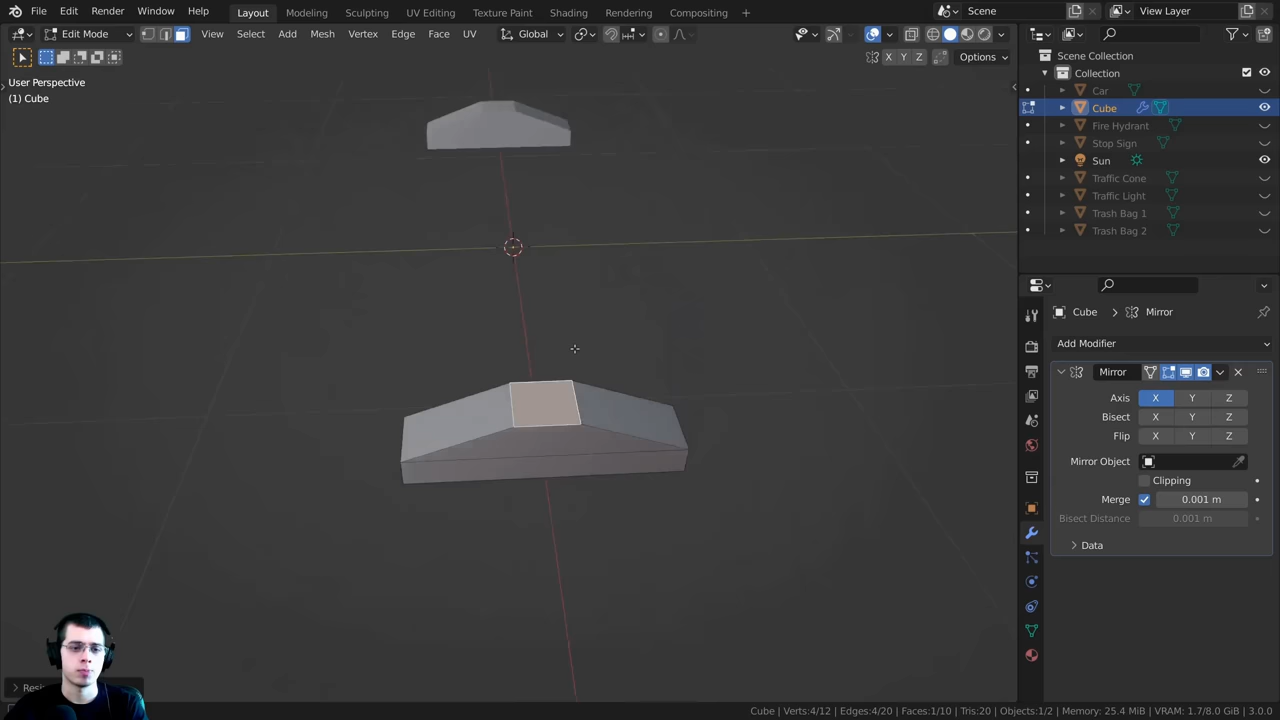 File Edit Render Window Help Layout Modeling Sculpting UV Editing Texture Paint Shading Rendering Compositing + Scene View Layer
Edit Mode View Select Add Mesh Vertex Edge Face UV Global
X Y Z Options
User Perspective
(1) Cube
Scene Collection
Collection
Car
Cube
Fire Hydrant
Stop Sign
Sun
Traffic Cone
Traffic Light
Trash Bag 1
Trash Bag 2
Cube > Mirror
Add Modifier
Mirror
Axis X Y Z
Bisect X Y Z
Flip X Y Z
Mirror Object
Clipping
Merge 0.001 m
Bisect Distance 0.001 m
Data
Cube | Verts:4/12 | Edges:4/20 | Faces:1/10 | Tris:20 | Objects:1/2 | Memory: 25.4 MiB | VRAM: 1.7/8.0 GiB | 3.0.0